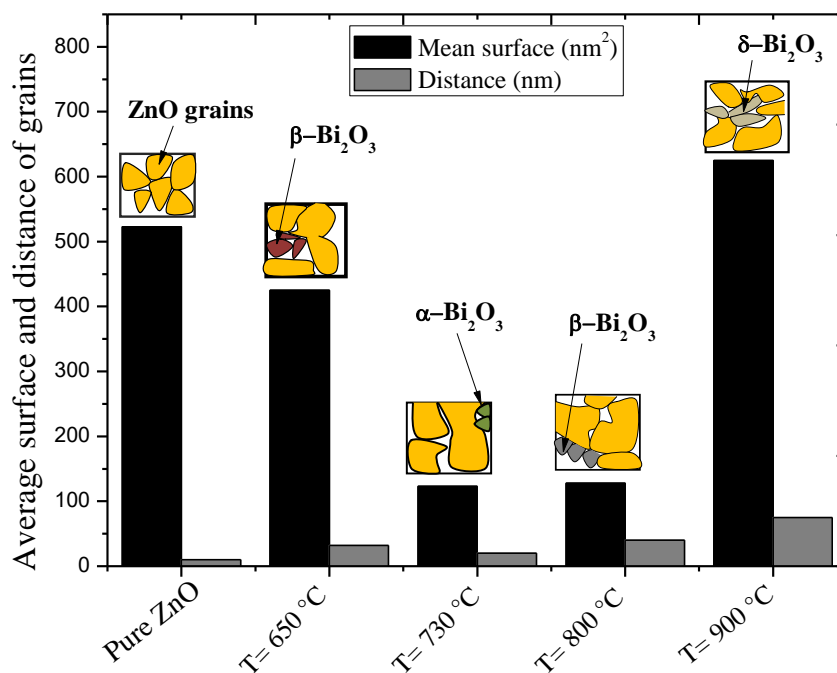 Average surface and distance of grains
800
700
600
500
400
300
200
100
0
Mean surface (nm²)
Distance (nm)
ZnO grains
β−Bi₂O₃
α−Bi₂O₃
β−Bi₂O₃
δ−Bi₂O₃
Pure ZnO
T= 650 °C
T= 730 °C
T= 800 °C
T= 900 °C